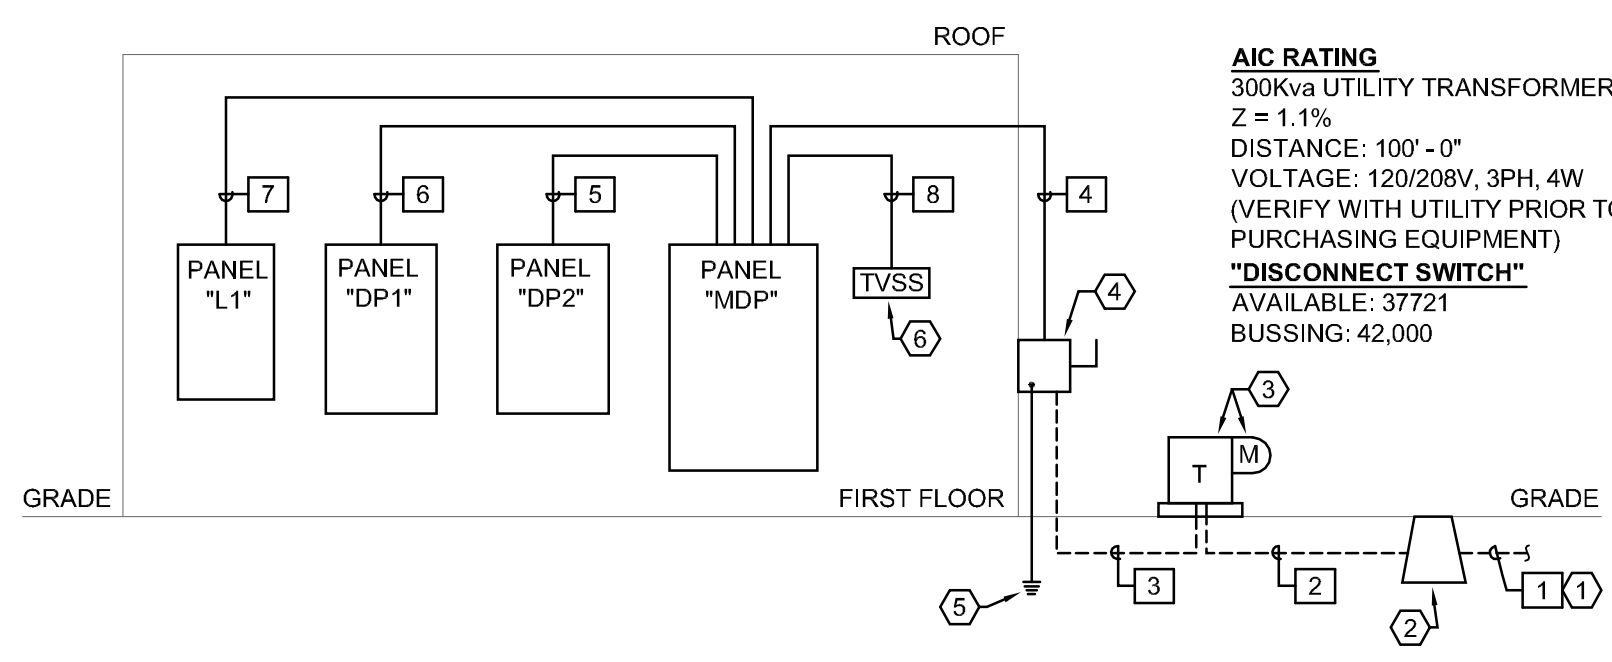 ROOF
AIC RATING
300Kva UTILITY TRANSFORMER
Z = 1.1%
DISTANCE: 100' - 0"
VOLTAGE: 120/208V, 3PH, 4W
(VERIFY WITH UTILITY PRIOR TO
PURCHASING EQUIPMENT)
"DISCONNECT SWITCH"
AVAILABLE: 37721
BUSSING: 42,000
7
6
5
8
4
PANEL
"L1"
PANEL
"DP1"
PANEL
"DP2"
PANEL
"MDP"
TVSS
6
4
3
T
M
GRADE
FIRST FLOOR
GRADE
5
3
2
1
1
2